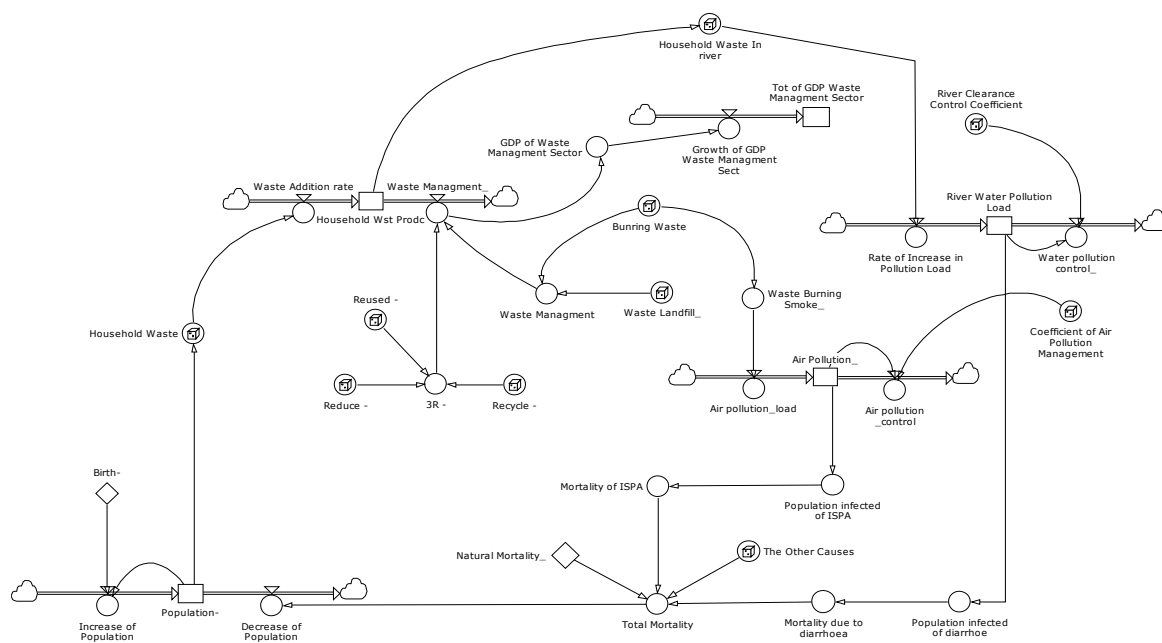 Household Waste In
river
Tot of GDP Waste
Managment Sector
River Clearance
Control Coefficient
GDP of Waste
Managment Sector
Growth of GDP
Waste Managment
Sect
Waste Addition rate
Waste Managment_
Household Wst Prodc
Bunring Waste
River Water Pollution
Load
Rate of Increase in
Pollution Load
Water pollution
control_
Reused -
Waste Managment
Waste Landfill_
Waste Burning
Smoke_
Household Waste
Coefficient of Air
Pollution
Management
Air Pollution_
Reduce -
3R -
Recycle -
Air pollution_load
Air pollution
_control
Birth-
Mortality of ISPA
Population infected
of ISPA
Natural Mortality_
The Other Causes
Population-
Increase of
Population
Decrease of
Population
Total Mortality
Mortality due to
diarrhoea
Population infected
of diarrhoe